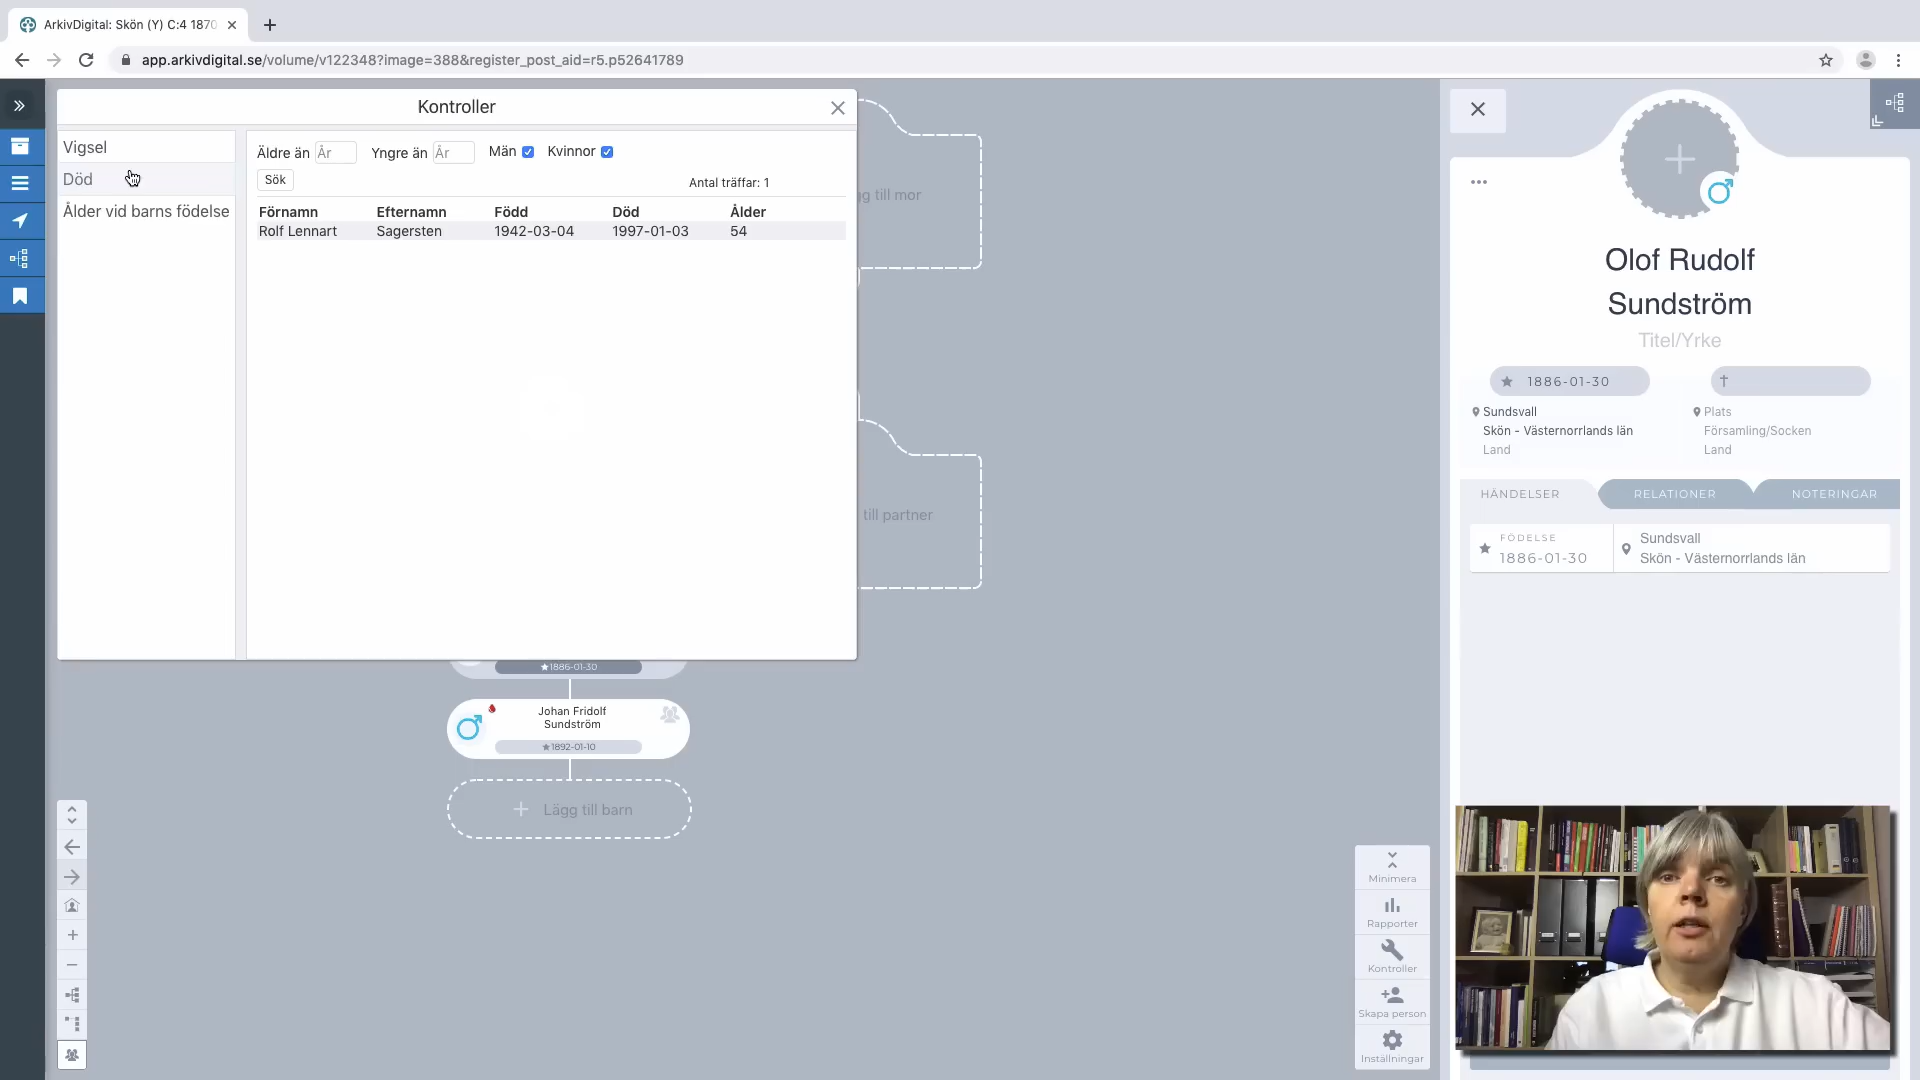 ArkivDigital: Skön (Y) C:4 1870
app.arkivdigital.se/volume/v122348?image=388&register_post_aid=r5.p52641789
Kontroller
Vigsel
Död
Ålder vid barns födelse
Äldre än År Yngre än År Män Kvinnor
Sök
Antal träffar: 1
Förnamn Efternamn Född Död Ålder
Rolf Lennart Sagersten 1942-03-04 1997-01-03 54
gg till mor
till partner
1886-01-30
Johan Fridolf
Sundström
1892-01-10
Lägg till barn
Minimera
Rapporter
Kontroller
Skapa person
Inställningar
Olof Rudolf
Sundström
Titel/Yrke
1886-01-30
Sundsvall
Skön - Västernorrlands län
Land
Plats
Församling/Socken
Land
HÄNDELSER RELATIONER NOTERINGAR
FÖDELSE
1886-01-30
Sundsvall
Skön - Västernorrlands län